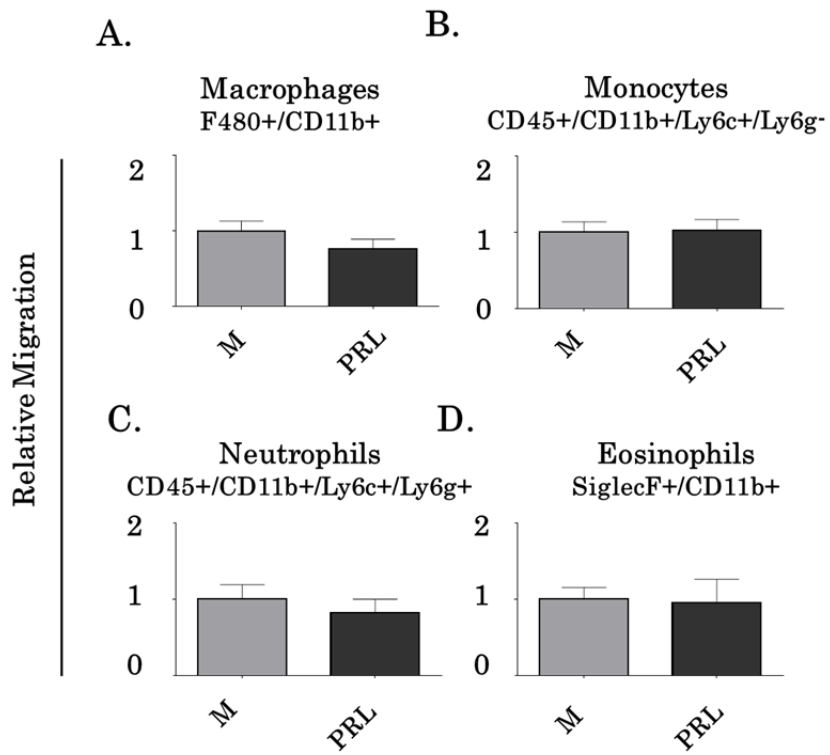 A.
Macrophages
F480+/CD11b+
2
1
0
M
PRL
B.
Monocytes
CD45+/CD11b+/Ly6c+/Ly6g-
2
1
0
M
PRL
Relative Migration
C.
Neutrophils
CD45+/CD11b+/Ly6c+/Ly6g+
2
1
0
M
PRL
D.
Eosinophils
SiglecF+/CD11b+
2
1
0
M
PRL